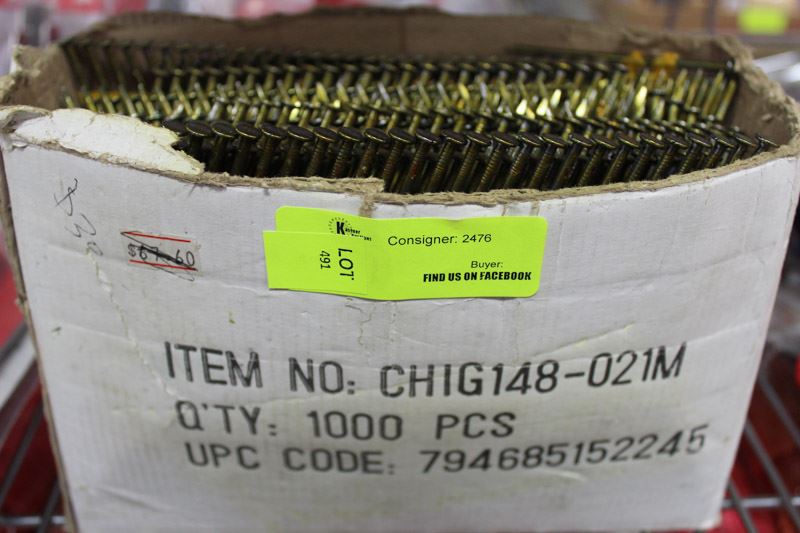 $3
$67.60
LOT
491
Consigner: 2476
Buyer:
FIND US ON FACEBOOK
ITEM NO: CHIG148-021M
Q'TY: 1000 PCS
UPC CODE: 794685152245